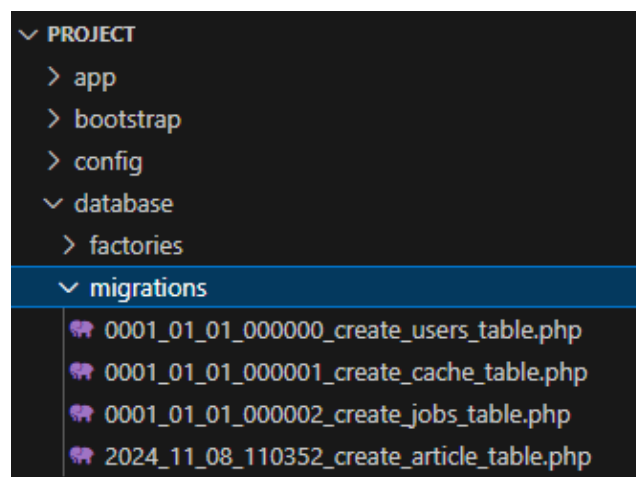 PROJECT
app
bootstrap
config
database
factories
migrations
0001_01_01_000000_create_users_table.php
0001_01_01_000001_create_cache_table.php
0001_01_01_000002_create_jobs_table.php
2024_11_08_110352_create_article_table.php